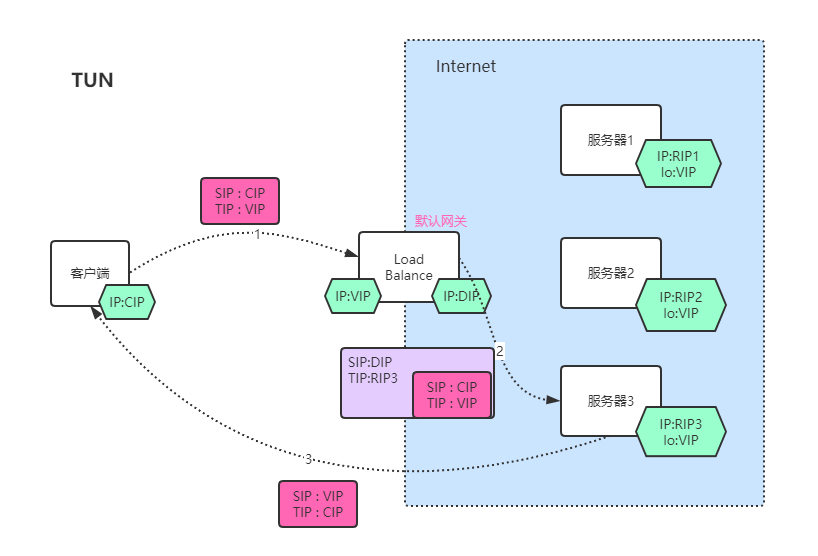 TUN
Internet
服务器1
IP:RIP1
lo:VIP
SIP : CIP
TIP : VIP
1
默认网关
客户端
IP:CIP
Load
Balance
IP:VIP
IP:DIP
服务器2
IP:RIP2
lo:VIP
2
SIP:DIP
TIP:RIP3
SIP : CIP
TIP : VIP
服务器3
IP:RIP3
lo:VIP
3
SIP : VIP
TIP : CIP